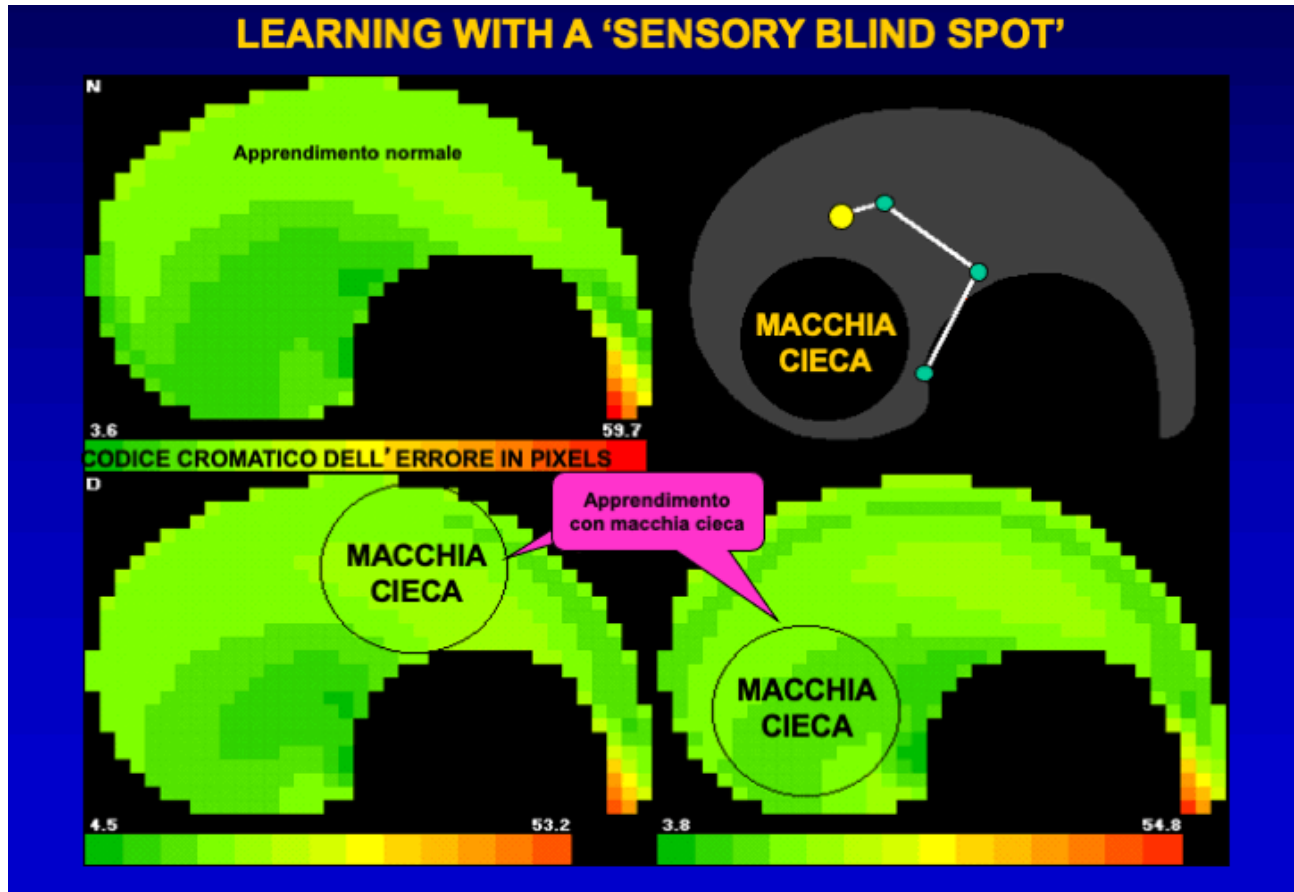 LEARNING WITH A ‘SENSORY BLIND SPOT’
N
Apprendimento normale
MACCHIA
CIECA
3.6
59.7
CODICE CROMATICO DELL’ ERRORE IN PIXELS
D
MACCHIA
CIECA
Apprendimento
con macchia cieca
MACCHIA
CIECA
4.5
53.2
3.8
54.8